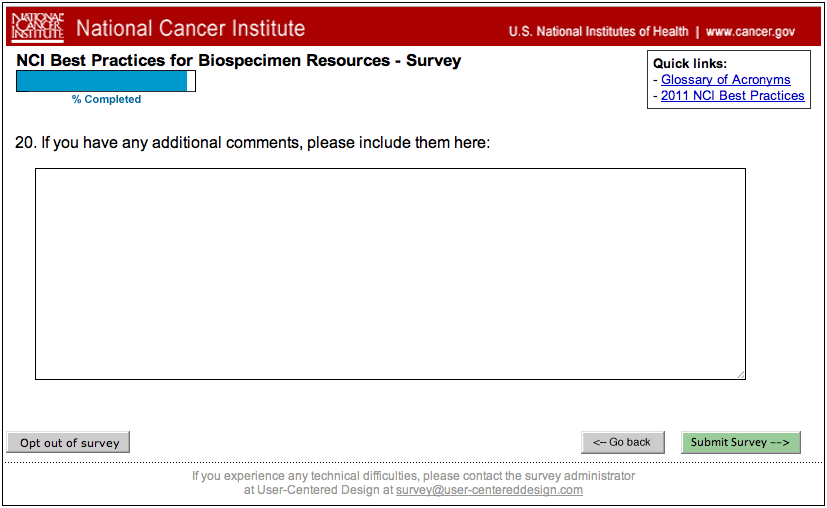 NATIONAL
CANCER
INSTITUTE
National Cancer Institute
U.S. National Institutes of Health | www.cancer.gov
NCI Best Practices for Biospecimen Resources - Survey
% Completed
Quick links:
- Glossary of Acronyms
- 2011 NCI Best Practices
20. If you have any additional comments, please include them here:
Opt out of survey
<-- Go back
Submit Survey -->
If you experience any technical difficulties, please contact the survey administrator
at User-Centered Design at survey@user-centereddesign.com